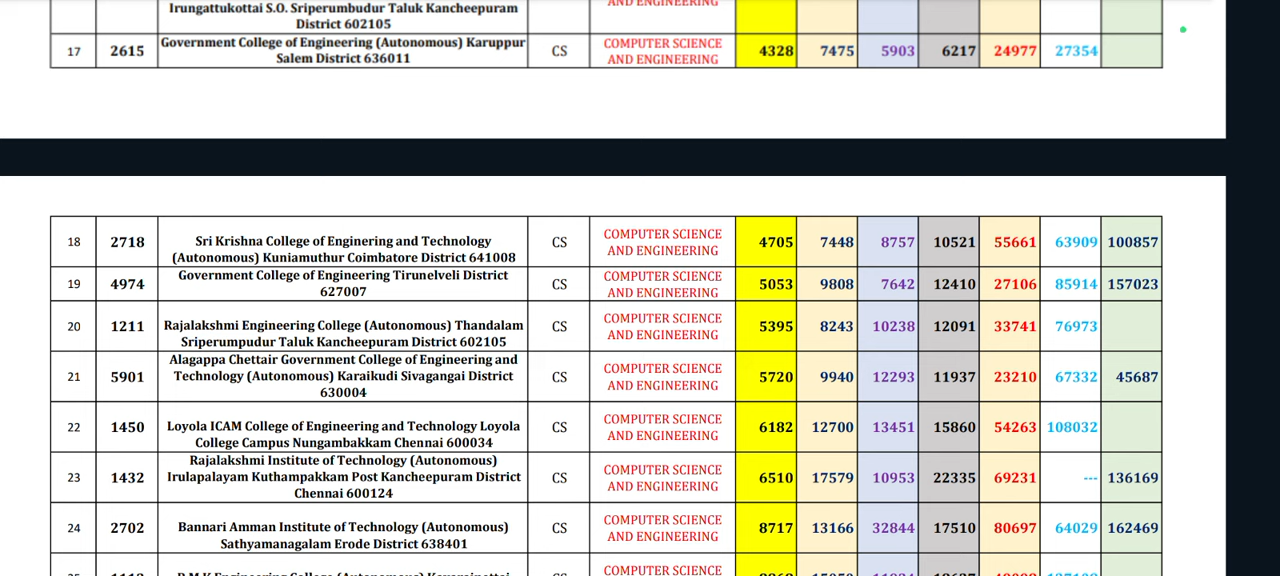 Irungattukottai S.O. Sriperumbudur Taluk Kancheepuram
District 602105
AND ENGINEERING
17 2615 Government College of Engineering (Autonomous) Karuppur CS COMPUTER SCIENCE 4328 7475 5903 6217 24977 27354
Salem District 636011 AND ENGINEERING
18 2718 Sri Krishna College of Enginering and Technology CS COMPUTER SCIENCE 4705 7448 8757 10521 55661 63909 100857
(Autonomous) Kuniamuthur Coimbatore District 641008 AND ENGINEERING
19 4974 Government College of Engineering Tirunelveli District CS COMPUTER SCIENCE 5053 9808 7642 12410 27106 85914 157023
627007 AND ENGINEERING
20 1211 Rajalakshmi Engineering College (Autonomous) Thandalam CS COMPUTER SCIENCE 5395 8243 10238 12091 33741 76973
Sriperumpudur Taluk Kancheepuram District 602105 AND ENGINEERING
Alagappa Chettair Government College of Engineering and
21 5901 Technology (Autonomous) Karaikudi Sivagangai District CS COMPUTER SCIENCE 5720 9940 12293 11937 23210 67332 45687
630004 AND ENGINEERING
22 1450 Loyola ICAM College of Engineering and Technology Loyola CS COMPUTER SCIENCE 6182 12700 13451 15860 54263 108032
College Campus Nungambakkam Chennai 600034 AND ENGINEERING
Rajalakshmi Institute of Technology (Autonomous)
23 1432 Irulapalayam Kuthampakkam Post Kancheepuram District CS COMPUTER SCIENCE 6510 17579 10953 22335 69231 --- 136169
Chennai 600124 AND ENGINEERING
24 2702 Bannari Amman Institute of Technology (Autonomous) CS COMPUTER SCIENCE 8717 13166 32844 17510 80697 64029 162469
Sathyamanagalam Erode District 638401 AND ENGINEERING
COMPUTER SCIENCE